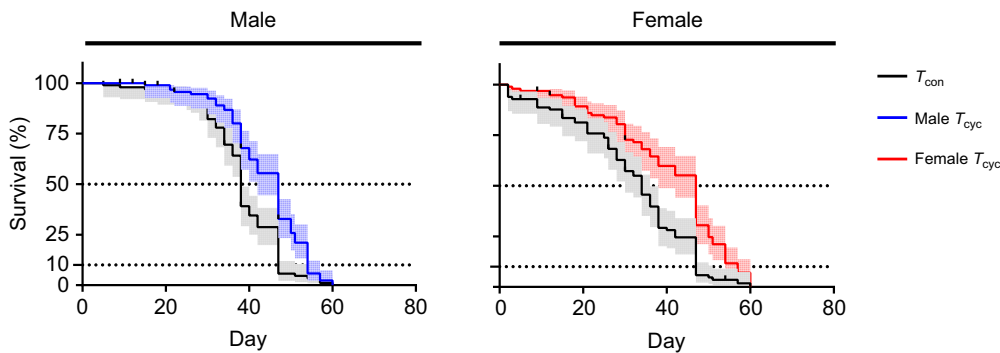 Male
Female
Survival (%)
100
75
50
25
10
0
0 20 40 60 80
Day
0 20 40 60 80
Day
Tcon
Male Tcyc
Female Tcyc